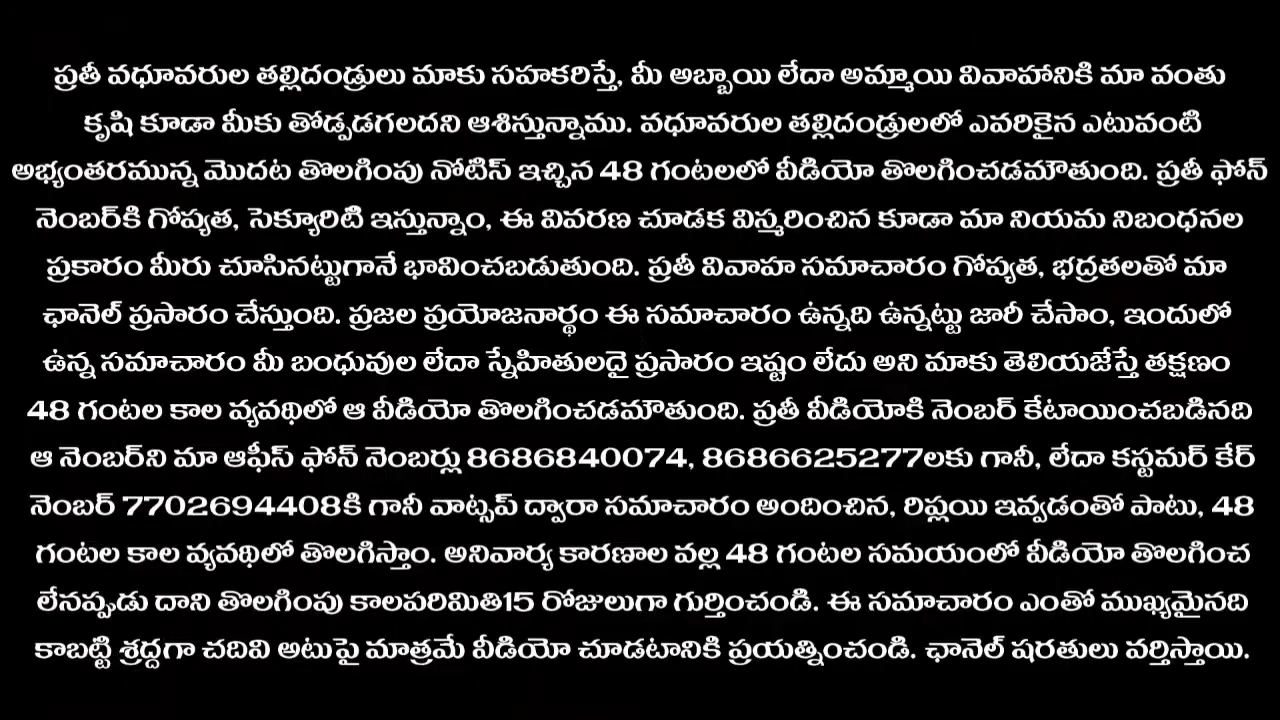 ప్రతీ వధూవరుల తల్లిదండ్రులు మాకు సహకరిస్తే, మీ అబ్బాయి లేదా అమ్మాయి వివాహానికి మా వంతు
కృషి కూడా మీకు తోడ్పడగలదని ఆశిస్తున్నాము. వధూవరుల తల్లిదండ్రులలో ఎవరికైన ఎటువంటి
అభ్యంతరమున్న మొదట తొలగింపు నోటిస్ ఇచ్చిన 48 గంటలలో వీడియో తొలగించడమౌతుంది. ప్రతీ ఫోన్
నెంబర్‌కి గోప్యత, సెక్యూరిటీ ఇస్తున్నాం, ఈ వివరణ చూడక విస్మరించిన కూడా మా నియమ నిబంధనల
ప్రకారం మీరు చూసినట్టుగానే భావించబడుతుంది. ప్రతీ వివాహ సమాచారం గోప్యత, భద్రతలతో మా
ఛానెల్ ప్రసారం చేస్తుంది. ప్రజల ప్రయోజనార్థం ఈ సమాచారం ఉన్నది ఉన్నట్టు జారీ చేసాం, ఇందులో
ఉన్న సమాచారం మీ బంధువుల లేదా స్నేహితులదై ప్రసారం ఇష్టం లేదు అని మాకు తెలియజేస్తే తక్షణం
48 గంటల కాల వ్యవథిలో ఆ వీడియో తొలగించడమౌతుంది. ప్రతీ వీడియోకి నెంబర్ కేటాయించబడినది
ఆ నెంబర్‌ని మా ఆఫీస్ ఫోన్ నెంబర్లు 8686840074, 8686625277లకు గానీ, లేదా కస్టమర్ కేర్
నెంబర్ 7702694408కి గానీ వాట్సప్ ద్వారా సమాచారం అందించిన, రిప్లయి ఇవ్వడంతో పాటు, 48
గంటల కాల వ్యవథిలో తొలగిస్తాం. అనివార్య కారణాల వల్ల 48 గంటల సమయంలో వీడియో తొలగించ
లేనప్పుడు దాని తొలగింపు కాలపరిమితి15 రోజులుగా గుర్తించండి. ఈ సమాచారం ఎంతో ముఖ్యమైనది
కాబట్టి శ్రద్దగా చదివి అటుపై మాత్రమే వీడియో చూడటానికి ప్రయత్నించండి. ఛానెల్ షరతులు వర్తిస్తాయి.